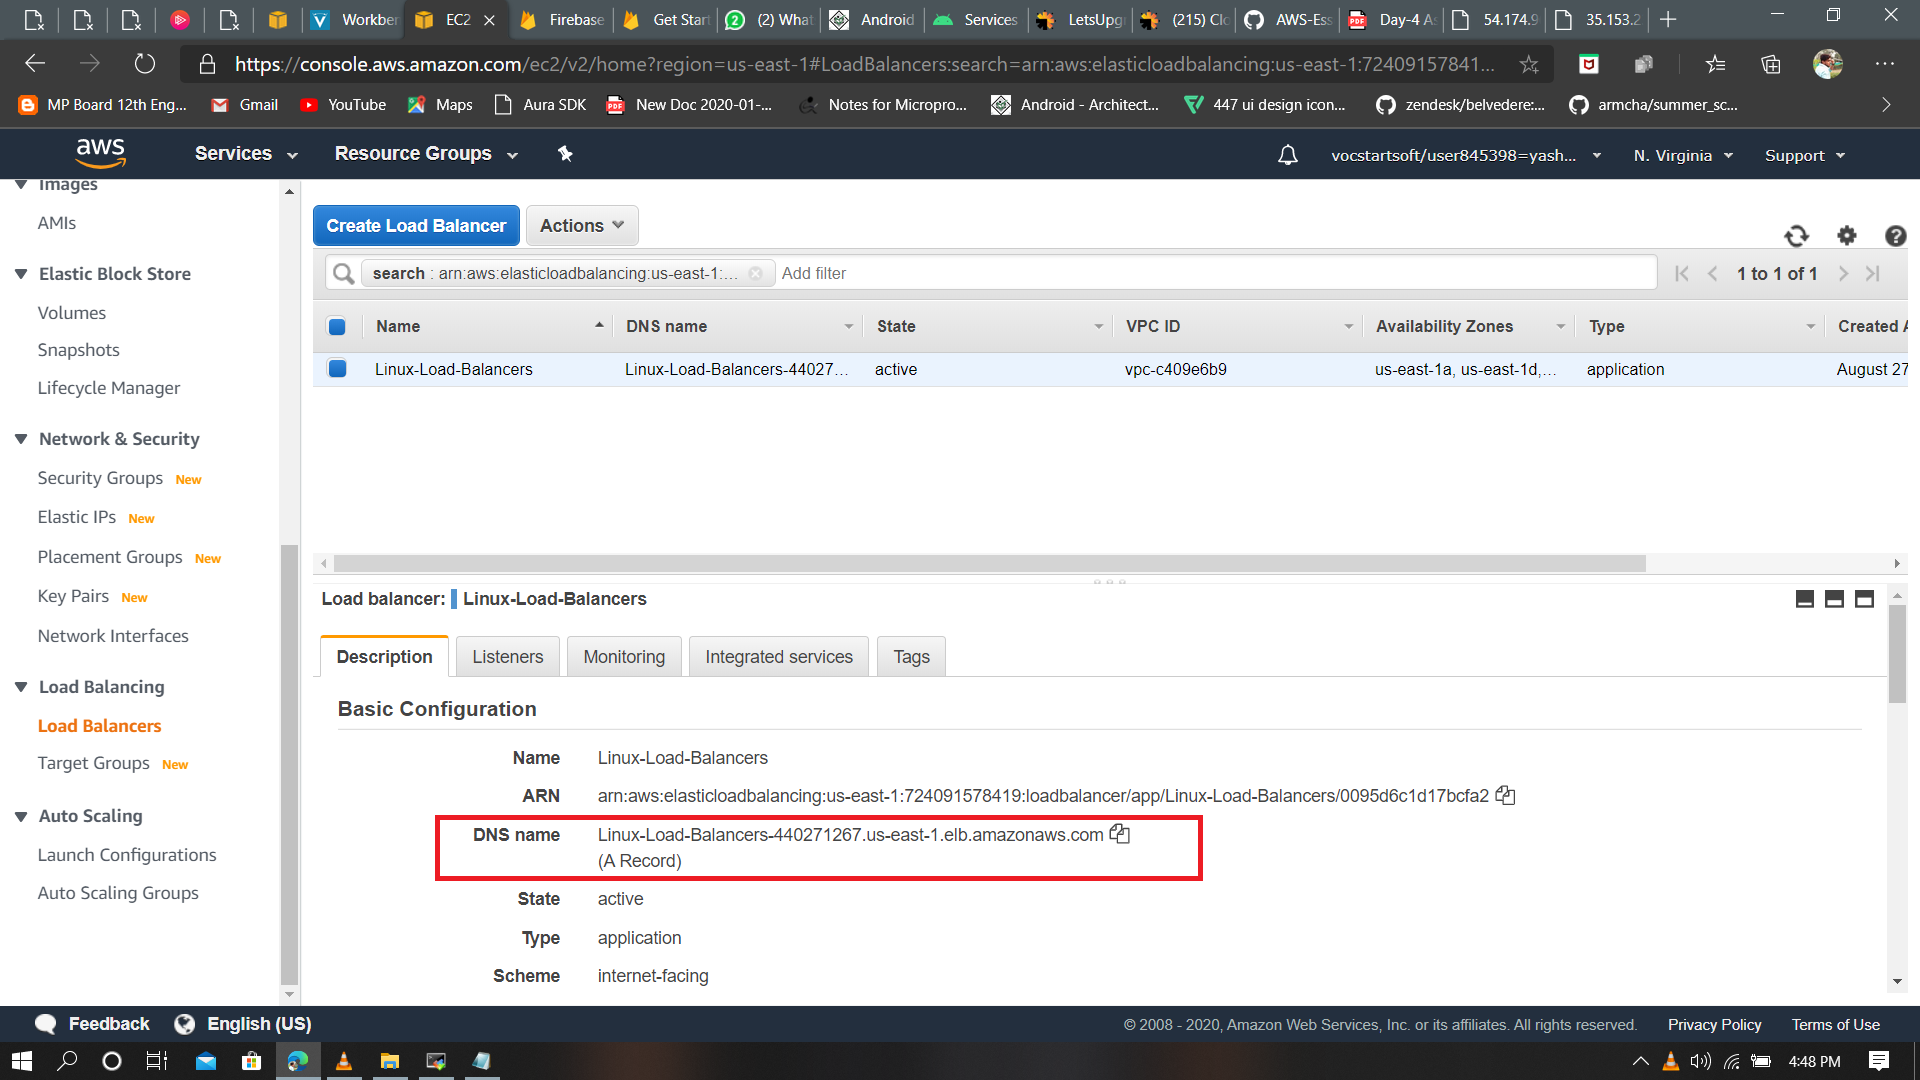 Workber
EC2
Firebase
Get Star
(2) What
Android
Services
LetsUpg
(215) Clo
AWS-Ess
Day-4 A
54.174.9
35.153.2
https://console.aws.amazon.com/ec2/v2/home?region=us-east-1#LoadBalancers:search=arn:aws:elasticloadbalancing:us-east-1:72409157841...
MP Board 12th Eng...
Gmail
YouTube
Maps
Aura SDK
New Doc 2020-01-...
Notes for Micropro...
Android - Architect...
447 ui design icon...
zendesk/belvedere:...
armcha/summer_sc...
aws
Services
Resource Groups
vocstartsoft/user845398=yash...
N. Virginia
Support
Images
AMIs
Elastic Block Store
Volumes
Snapshots
Lifecycle Manager
Network & Security
Security Groups New
Elastic IPs New
Placement Groups New
Key Pairs New
Network Interfaces
Load Balancing
Load Balancers
Target Groups New
Auto Scaling
Launch Configurations
Auto Scaling Groups
Create Load Balancer
Actions
search : arn:aws:elasticloadbalancing:us-east-1:...
Add filter
1 to 1 of 1
Name DNS name State VPC ID Availability Zones Type Created A
Linux-Load-Balancers Linux-Load-Balancers-44027... active vpc-c409e6b9 us-east-1a, us-east-1d,... application August 27
Load balancer: Linux-Load-Balancers
Description
Listeners
Monitoring
Integrated services
Tags
Basic Configuration
Name Linux-Load-Balancers
ARN arn:aws:elasticloadbalancing:us-east-1:724091578419:loadbalancer/app/Linux-Load-Balancers/0095d6c1d17bcfa2
DNS name Linux-Load-Balancers-440271267.us-east-1.elb.amazonaws.com
(A Record)
State active
Type application
Scheme internet-facing
Feedback
English (US)
© 2008 - 2020, Amazon Web Services, Inc. or its affiliates. All rights reserved.
Privacy Policy
Terms of Use
4:48 PM